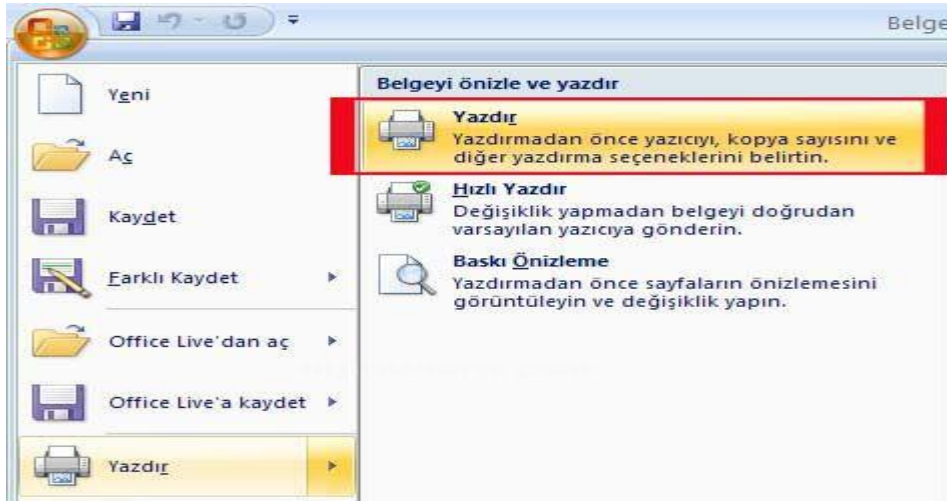 Belge
Yeni
Aç
Kaydet
Farklı Kaydet
Office Live'dan aç
Office Live'a kaydet
Yazdır
Belgeyi önizle ve yazdır
Yazdır
Yazdırmadan önce yazıcıyı, kopya sayısını ve
diğer yazdırma seçeneklerini belirtin.
Hızlı Yazdır
Değişiklik yapmadan belgeyi doğrudan
varsayılan yazıcıya gönderin.
Baskı Önizleme
Yazdırmadan önce sayfaların önizlemesini
görüntüleyin ve değişiklik yapın.